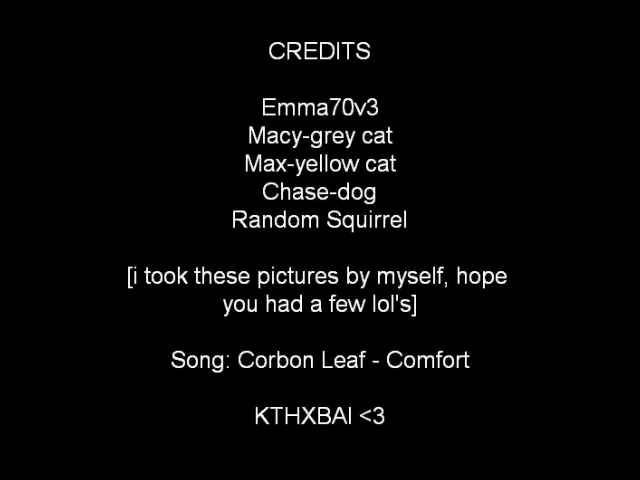 CREDITS
Emma70v3
Macy-grey cat
Max-yellow cat
Chase-dog
Random Squirrel
[i took these pictures by myself, hope
you had a few lol's]
Song: Corbon Leaf - Comfort
KTHXBAI <3